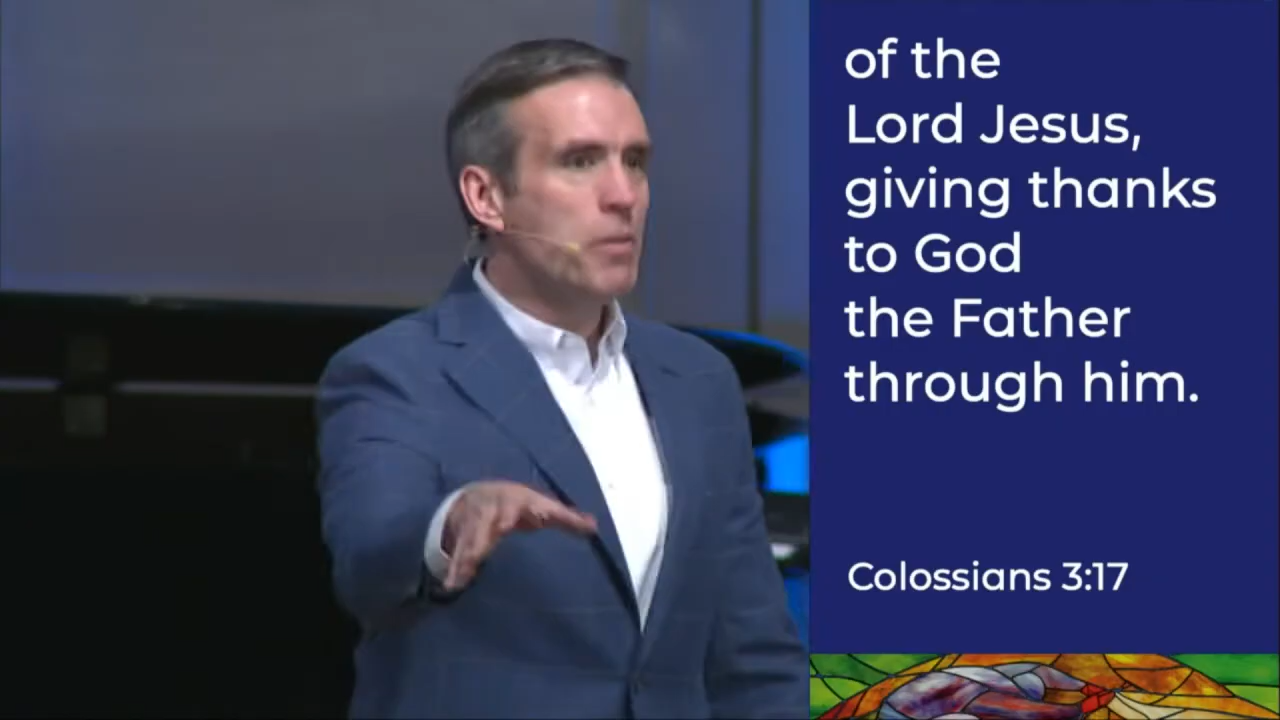 of the
Lord Jesus,
giving thanks
to God
the Father
through him.
Colossians 3:17